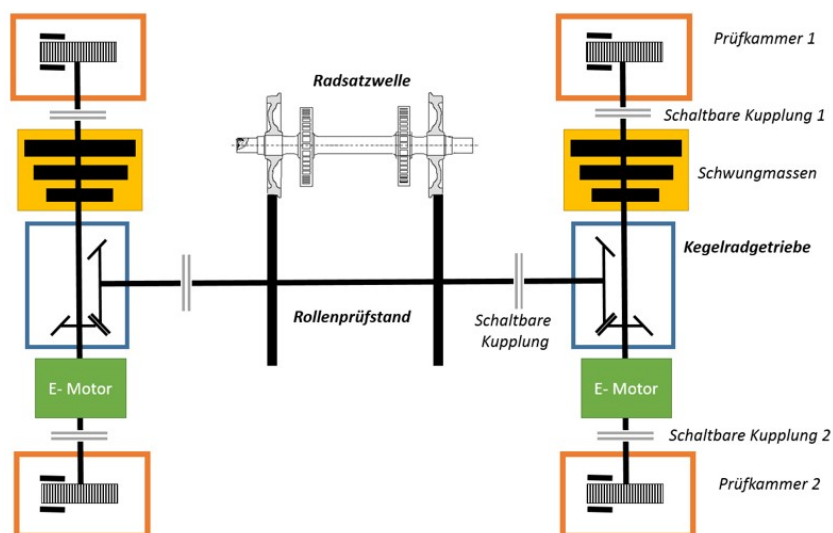 Prüfkammer 1
Radsatzwelle
Schaltbare Kupplung 1
Schwungmassen
Kegelradgetriebe
Rollenprüfstand
Schaltbare
Kupplung
E- Motor
E- Motor
Schaltbare Kupplung 2
Prüfkammer 2